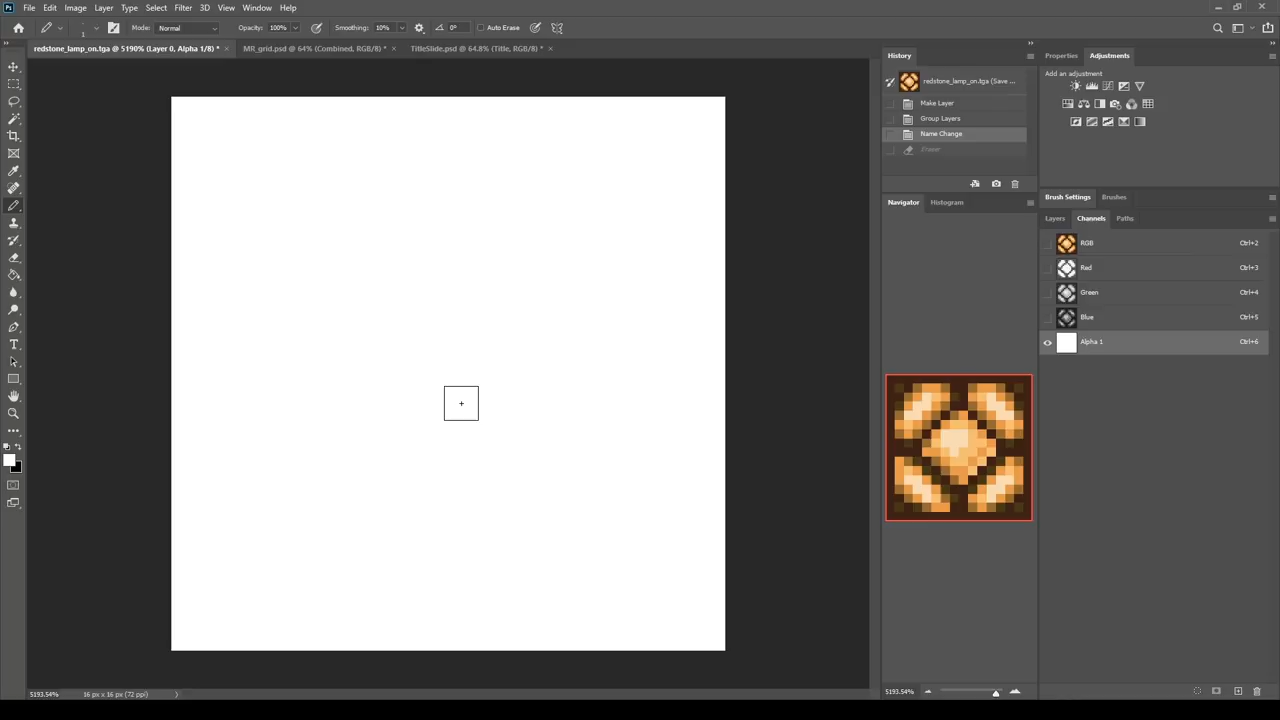 Ps File Edit Image Layer Type Select Filter 3D View Window Help
1 Mode: Normal Opacity: 100% Smoothing: 10% 0° Auto Erase
redstone_lamp_on.tga @ 5190% (Layer 0, Alpha 1/8) * × MR_grid.psd @ 64% (Combined, RGB/8) * × TitleSlide.psd @ 64.8% (Title, RGB/8) * ×
History
redstone_lamp_on.tga (Save ...
Make Layer
Group Layers
Name Change
Eraser
Navigator Histogram
5193.54%
Properties Adjustments
Add an adjustment
Brush Settings Brushes
Layers Channels Paths
RGB Ctrl+2
Red Ctrl+3
Green Ctrl+4
Blue Ctrl+5
Alpha 1 Ctrl+6
5193.54% 16 px x 16 px (72 ppi)